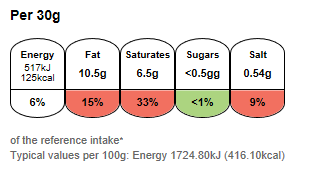 Per 30g
Energy Fat Saturates Sugars Salt
517kJ
125kcal 10.5g 6.5g <0.5gg 0.54g
6% 15% 33% <1% 9%
of the reference intake*
Typical values per 100g: Energy 1724.80kJ (416.10kcal)